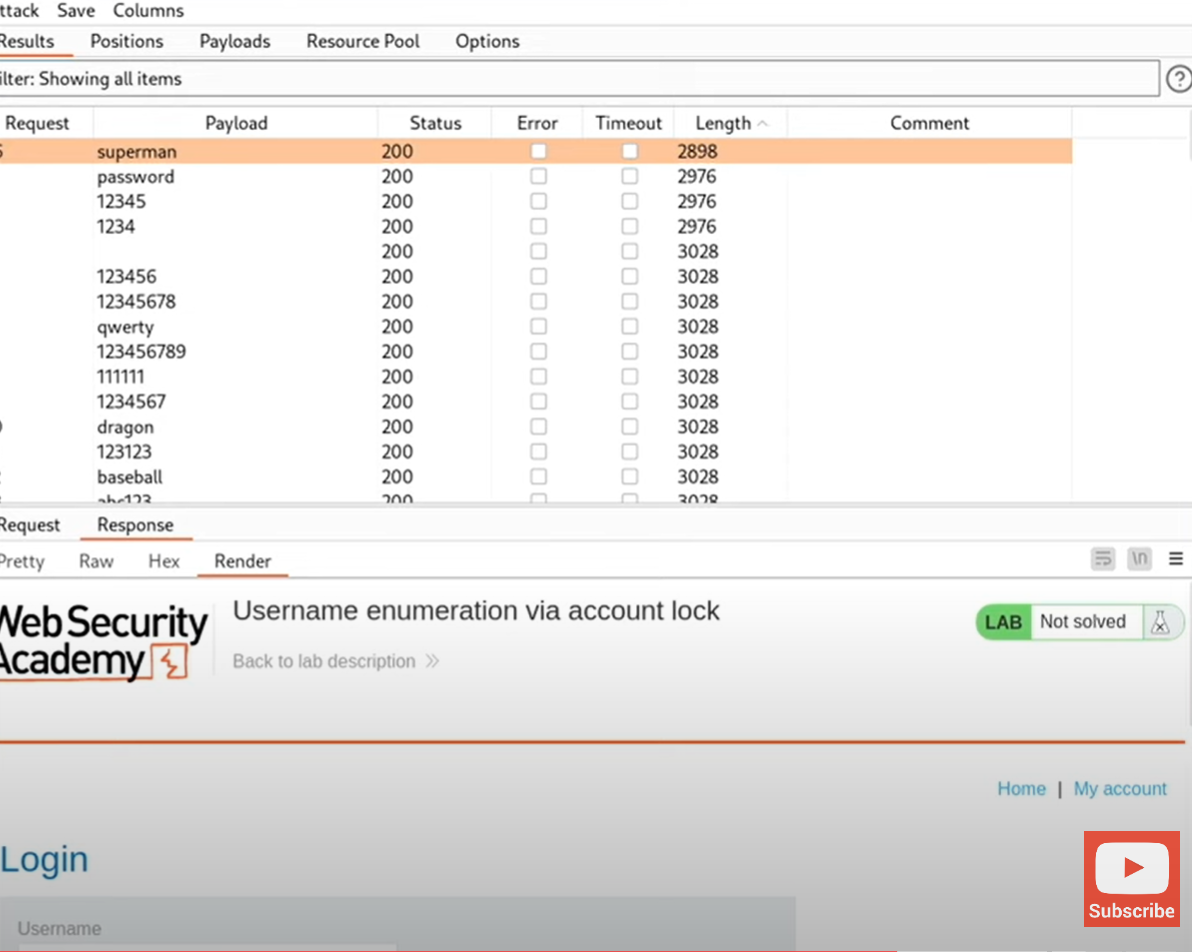 ttack Save Columns
Results Positions Payloads Resource Pool Options
ilter: Showing all items
?
Request Payload Status Error Timeout Length Comment
superman 200 2898
password 200 2976
12345 200 2976
1234 200 2976
200 3028
123456 200 3028
12345678 200 3028
qwerty 200 3028
123456789 200 3028
111111 200 3028
1234567 200 3028
dragon 200 3028
123123 200 3028
baseball 200 3028
abc123 200 3028
Request Response
Pretty Raw Hex Render \n
Web Security
Academy
Username enumeration via account lock
Back to lab description
LAB Not solved
Home | My account
Login
Username
Subscribe